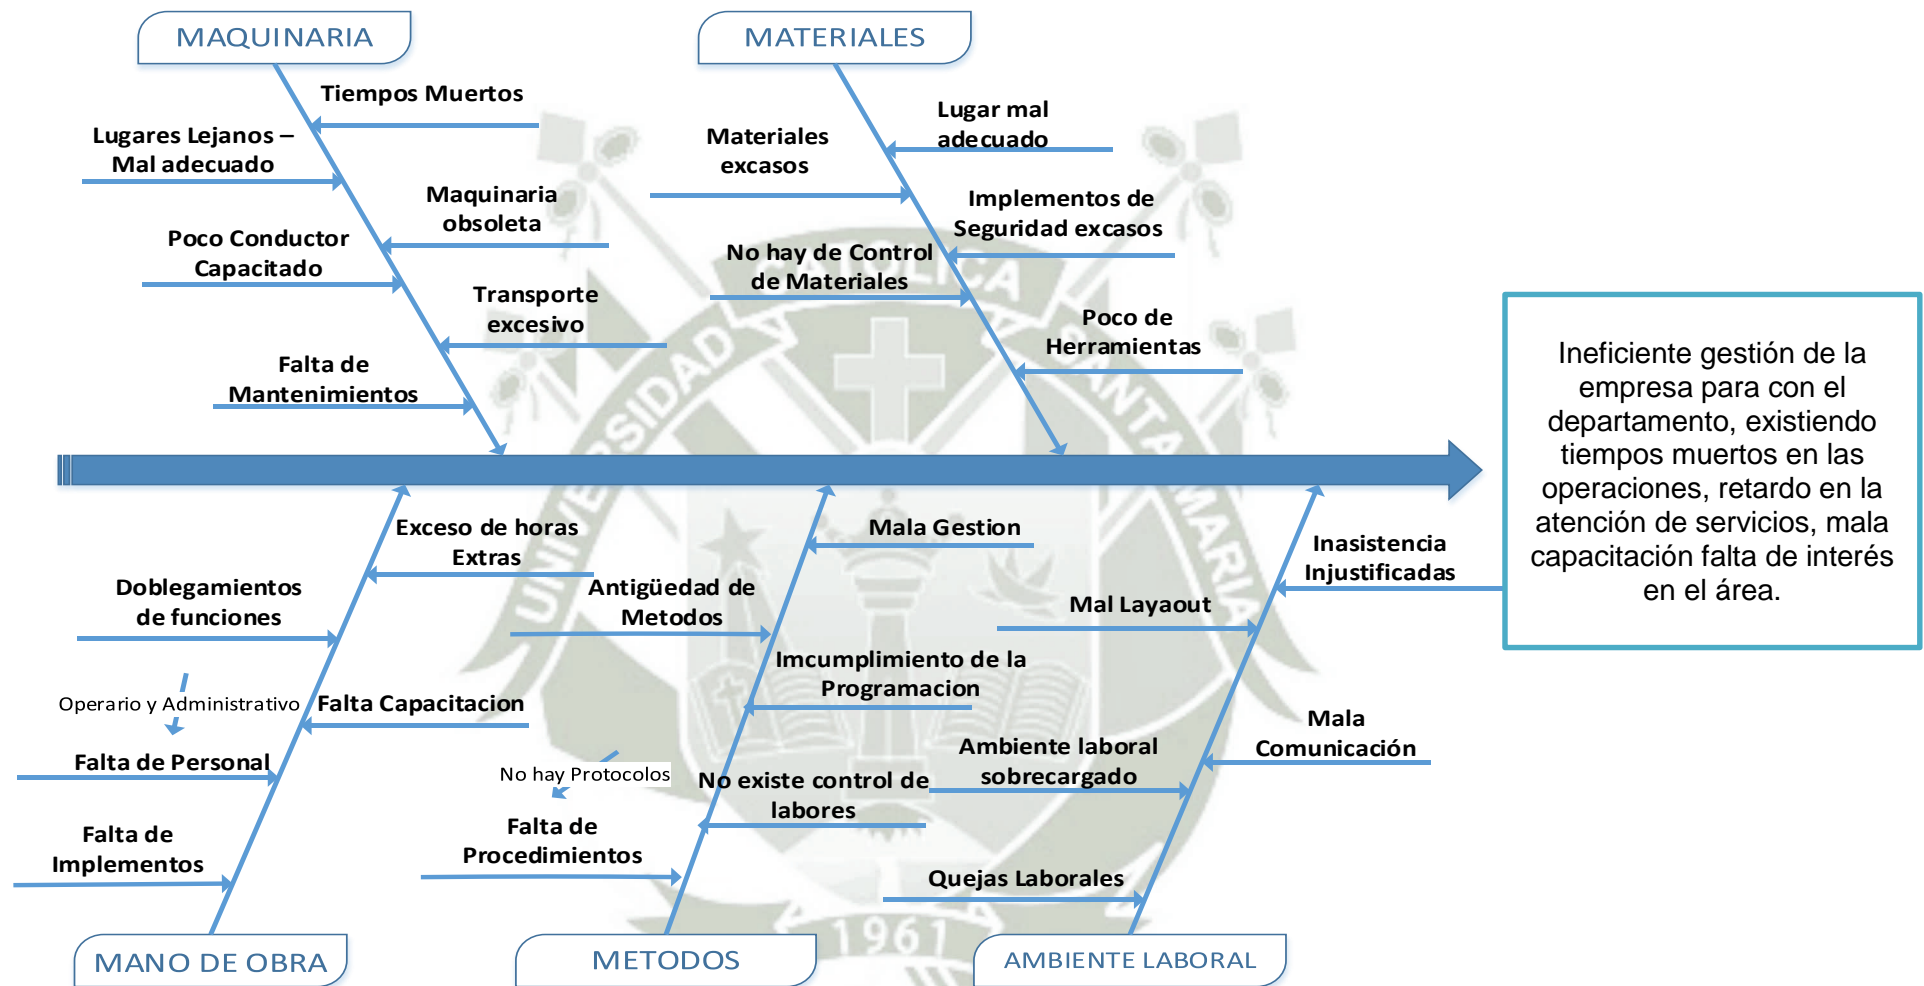 MAQUINARIA
MATERIALES
Tiempos Muertos
Lugares Lejanos –
Mal adecuado
Maquinaria
obsoleta
Poco Conductor
Capacitado
Transporte
excesivo
Falta de
Mantenimientos
Lugar mal
adecuado
Materiales
excasos
Implementos de
Seguridad excasos
No hay de Control
de Materiales
Poco de
Herramientas
Ineficiente gestión de la
empresa para con el
departamento, existiendo
tiempos muertos en las
operaciones, retardo en la
atención de servicios, mala
capacitación falta de interés
en el área.
Exceso de horas
Extras
Doblegamientos
de funciones
Operario y Administrativo
Falta Capacitacion
Falta de Personal
Falta de
Implementos
Mala Gestion
Antigüedad de
Metodos
Imcumplimiento de la
Programacion
No hay Protocolos
No existe control de
labores
Falta de
Procedimientos
Inasistencia
Injustificadas
Mal Layaout
Mala
Comunicación
Ambiente laboral
sobrecargado
Quejas Laborales
MANO DE OBRA
METODOS
AMBIENTE LABORAL
UNIVERSIDAD CATOLICA SANTA MARIA
1961